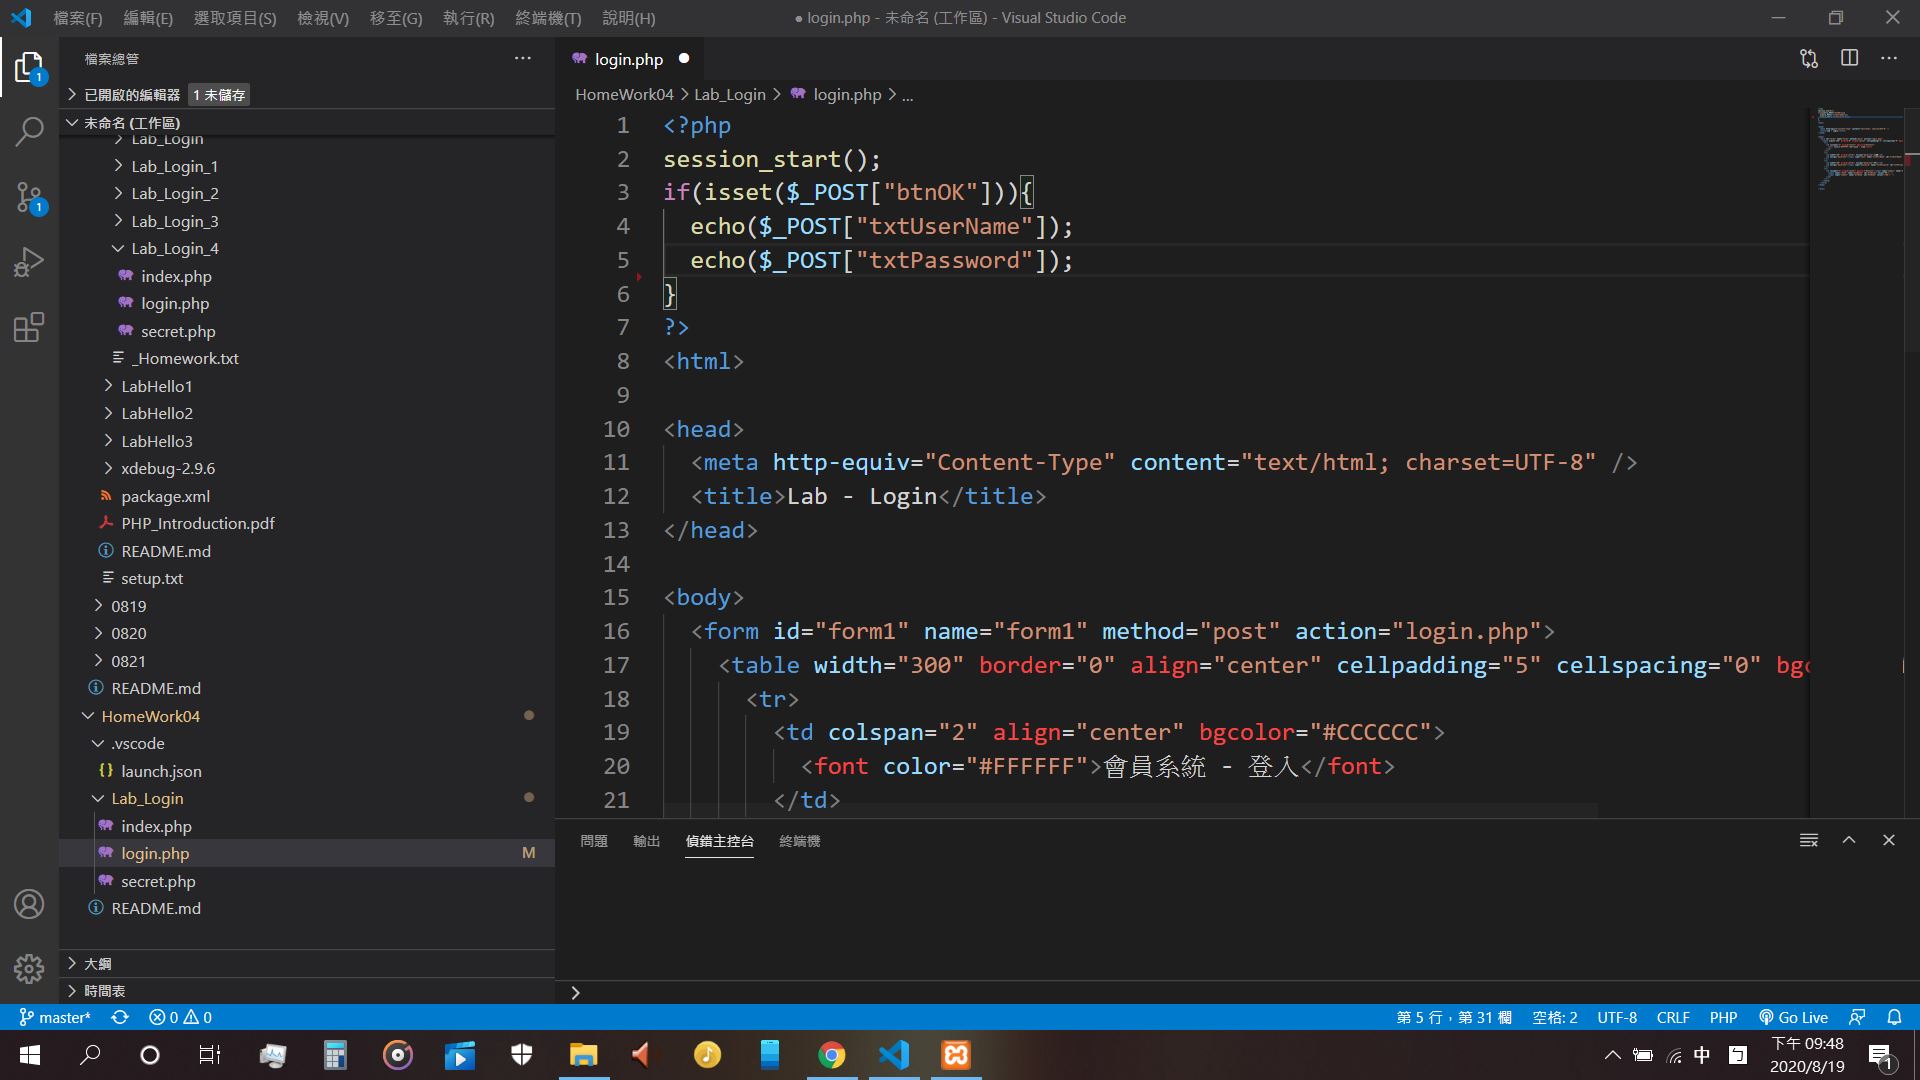 檔案(F) 編輯(E) 選取項目(S) 檢視(V) 移至(G) 執行(R) 終端機(T) 說明(H)
● login.php - 未命名 (工作區) - Visual Studio Code
檔案總管
已開啟的編輯器 1 未儲存
未命名 (工作區)
Lab_Login
Lab_Login_1
Lab_Login_2
Lab_Login_3
Lab_Login_4
index.php
login.php
secret.php
_Homework.txt
LabHello1
LabHello2
LabHello3
xdebug-2.9.6
package.xml
PHP_Introduction.pdf
README.md
setup.txt
0819
0820
0821
README.md
HomeWork04
.vscode
launch.json
Lab_Login
index.php
login.php M
secret.php
README.md
大綱
時間表
1
1
login.php
HomeWork04 > Lab_Login > login.php > ...
1 <?php
2 session_start();
3 if(isset($_POST["btnOK"])){
4 echo($_POST["txtUserName"]);
5 echo($_POST["txtPassword"]);
6 }
7 ?>
8 <html>
9
10 <head>
11 <meta http-equiv="Content-Type" content="text/html; charset=UTF-8" />
12 <title>Lab - Login</title>
13 </head>
14
15 <body>
16 <form id="form1" name="form1" method="post" action="login.php">
17 <table width="300" border="0" align="center" cellpadding="5" cellspacing="0" bg
18 <tr>
19 <td colspan="2" align="center" bgcolor="#CCCCCC">
20 <font color="#FFFFFF">會員系統 - 登入</font>
21 </td>
問題 輸出 偵錯主控台 終端機
master* 0 0 第 5 行，第 31 欄 空格: 2 UTF-8 CRLF PHP Go Live
中 下午 09:48
2020/8/19
1